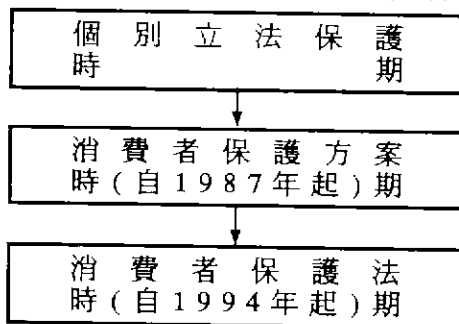 個別立法保護
時期
消費者保護方案
時(自1987年起)期
消費者保護法
時(自1994年起)期